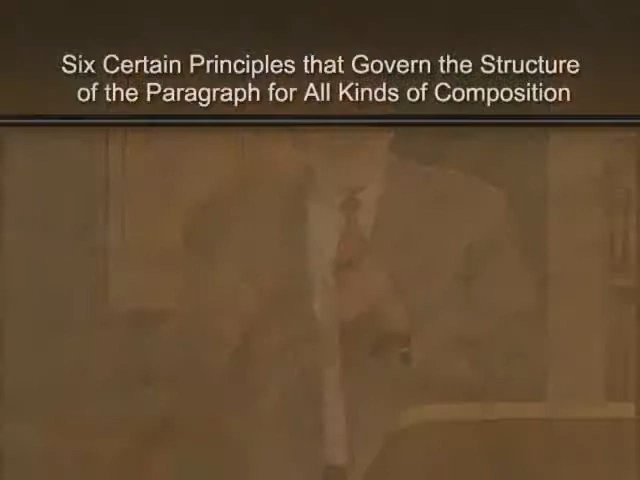 Six Certain Principles that Govern the Structure
of the Paragraph for All Kinds of Composition